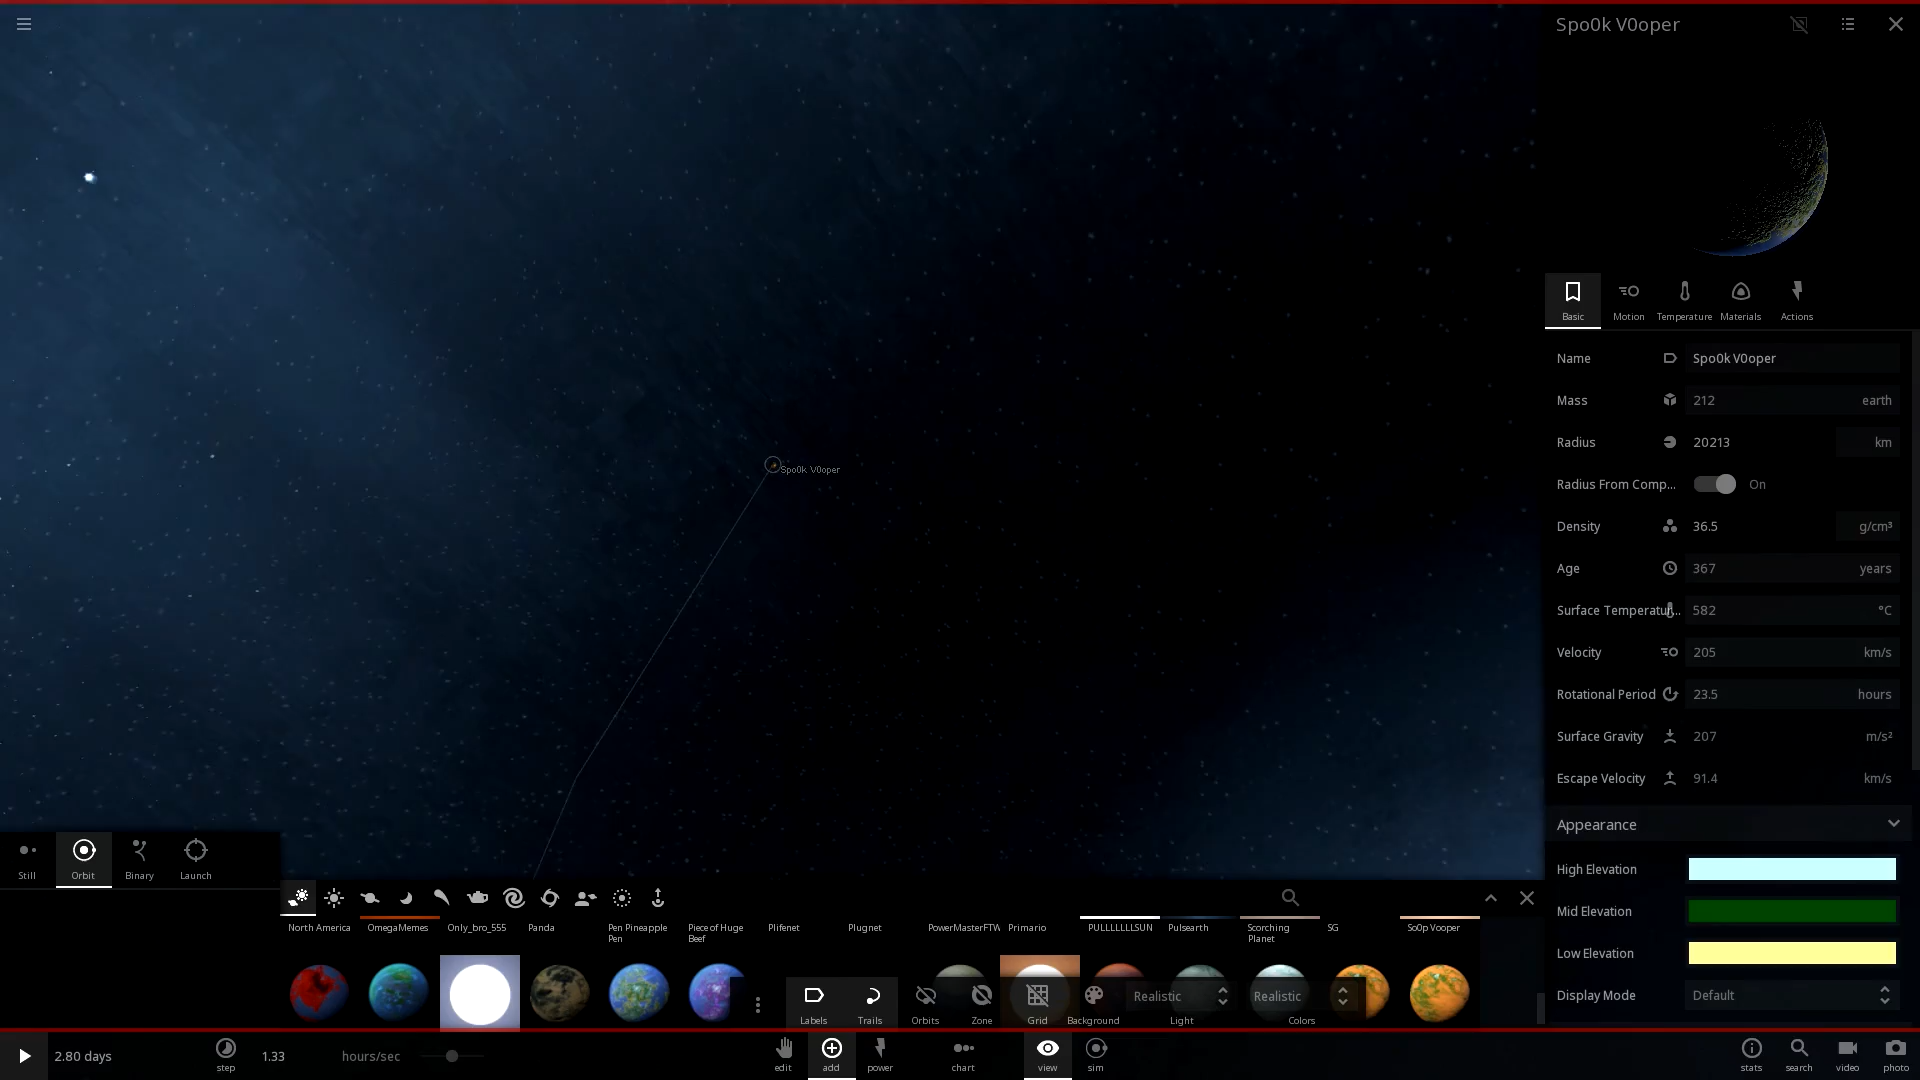 Spo0k V0oper
Basic
Motion
Temperature
Materials
Actions
Name
Spo0k V0oper
Mass
212
earth
Radius
20213
km
Radius From Comp...
On
Density
36.5
g/cm³
Age
367
years
Surface Temperatur...
582
°C
Velocity
205
km/s
Rotational Period
23.5
hours
Surface Gravity
207
m/s²
Escape Velocity
91.4
km/s
Appearance
High Elevation
Mid Elevation
Low Elevation
Display Mode
Default
Spo0k V0oper
Still
Orbit
Binary
Launch
North America
OmegaMemes
Only_bro_555
Panda
Pen Pineapple
Pen
Piece of Huge
Beef
Plifenet
Plugnet
PowerMasterFTW
Primario
PULLLLLLLSUN
Pulsearth
Scorching
Planet
SG
So0p Vooper
Labels
Trails
Orbits
Zone
Grid
Background
Realistic
Light
Realistic
Colors
2.80 days
step
1.33
hours/sec
edit
add
power
chart
view
sim
stats
search
video
photo